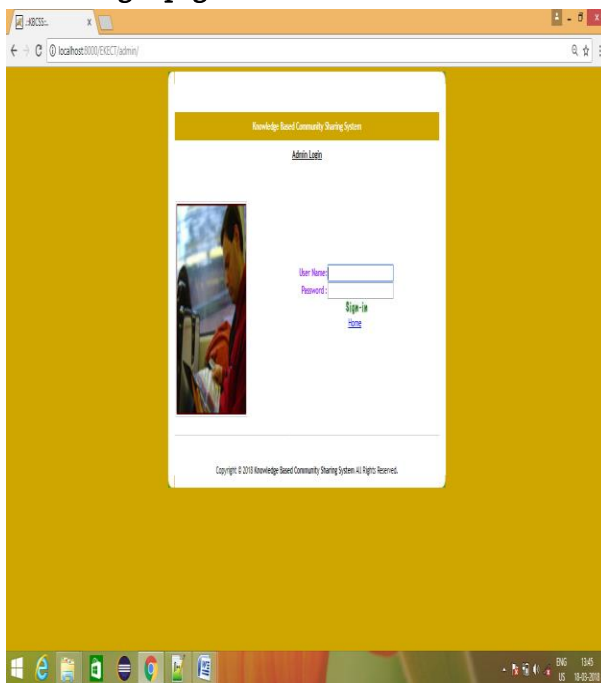 ::KBCSS::.
localhost:8000/EKECT/admin/
Knowledge Based Community Sharing System
Admin Login
User Name:
Password :
Sign-in
Home
Copyright © 2018 Knowledge Based Community Sharing System All Rights Reserved.
ENG 13:45
US 18-03-2018